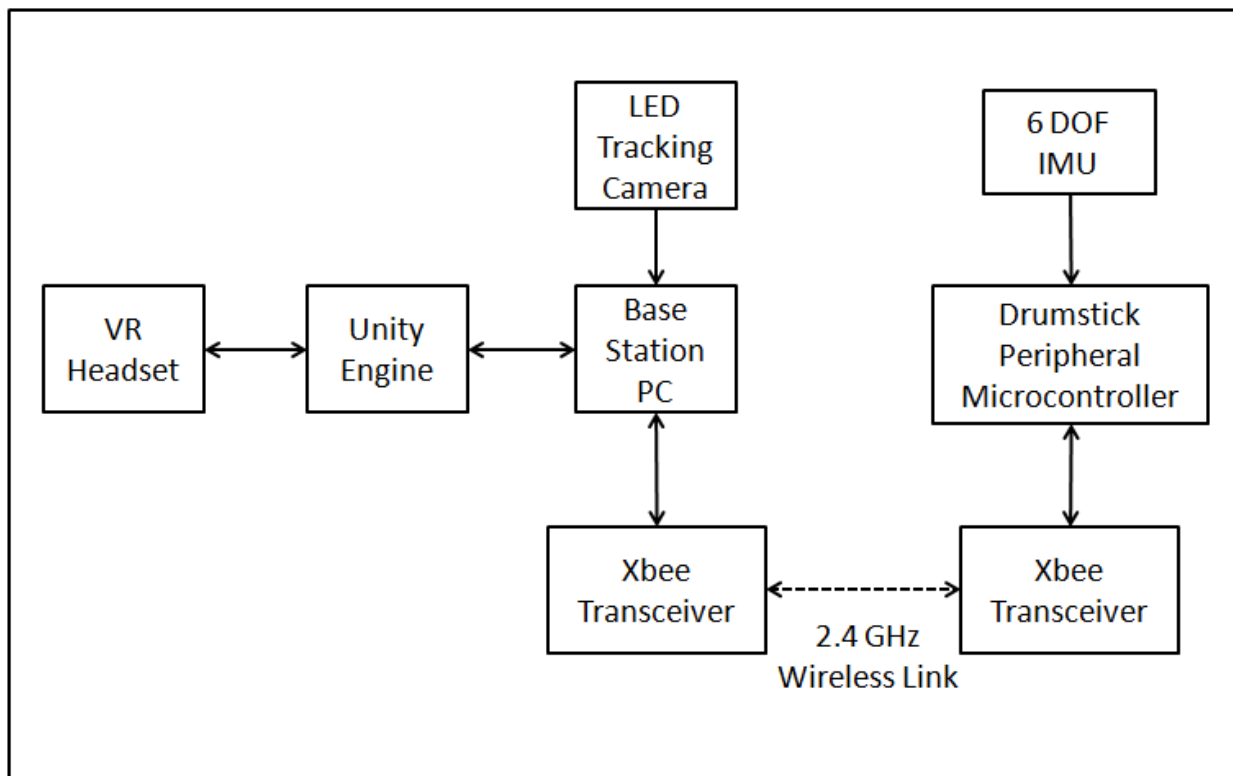 LED
Tracking
Camera
6 DOF
IMU
VR
Headset
Unity
Engine
Base
Station
PC
Drumstick
Peripheral
Microcontroller
Xbee
Transceiver
2.4 GHz
Wireless Link
Xbee
Transceiver